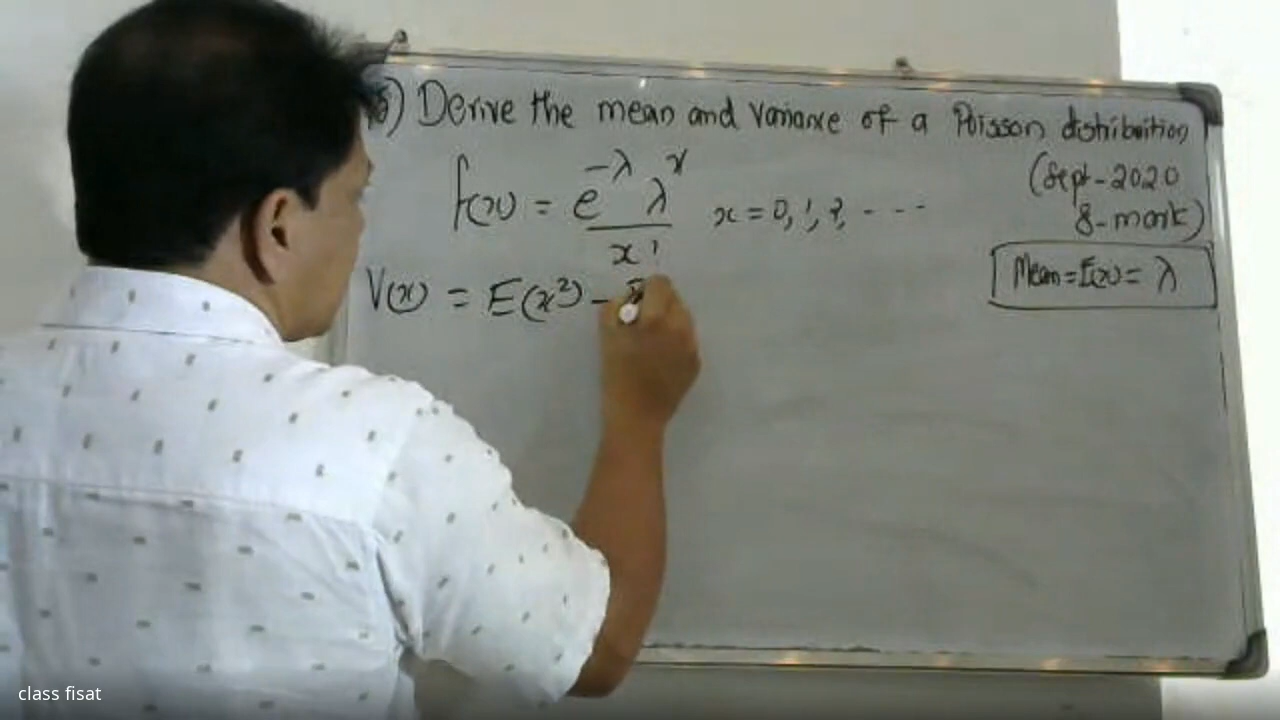 Derive the mean and variance of a Poisson distribution
(Sept-2020
8-mark)
f(x) = e^{-λ} λ^x / x! x = 0, 1, 2, - - -
Mean = E(x) = λ
V(x) = E(x²) -
class fisat